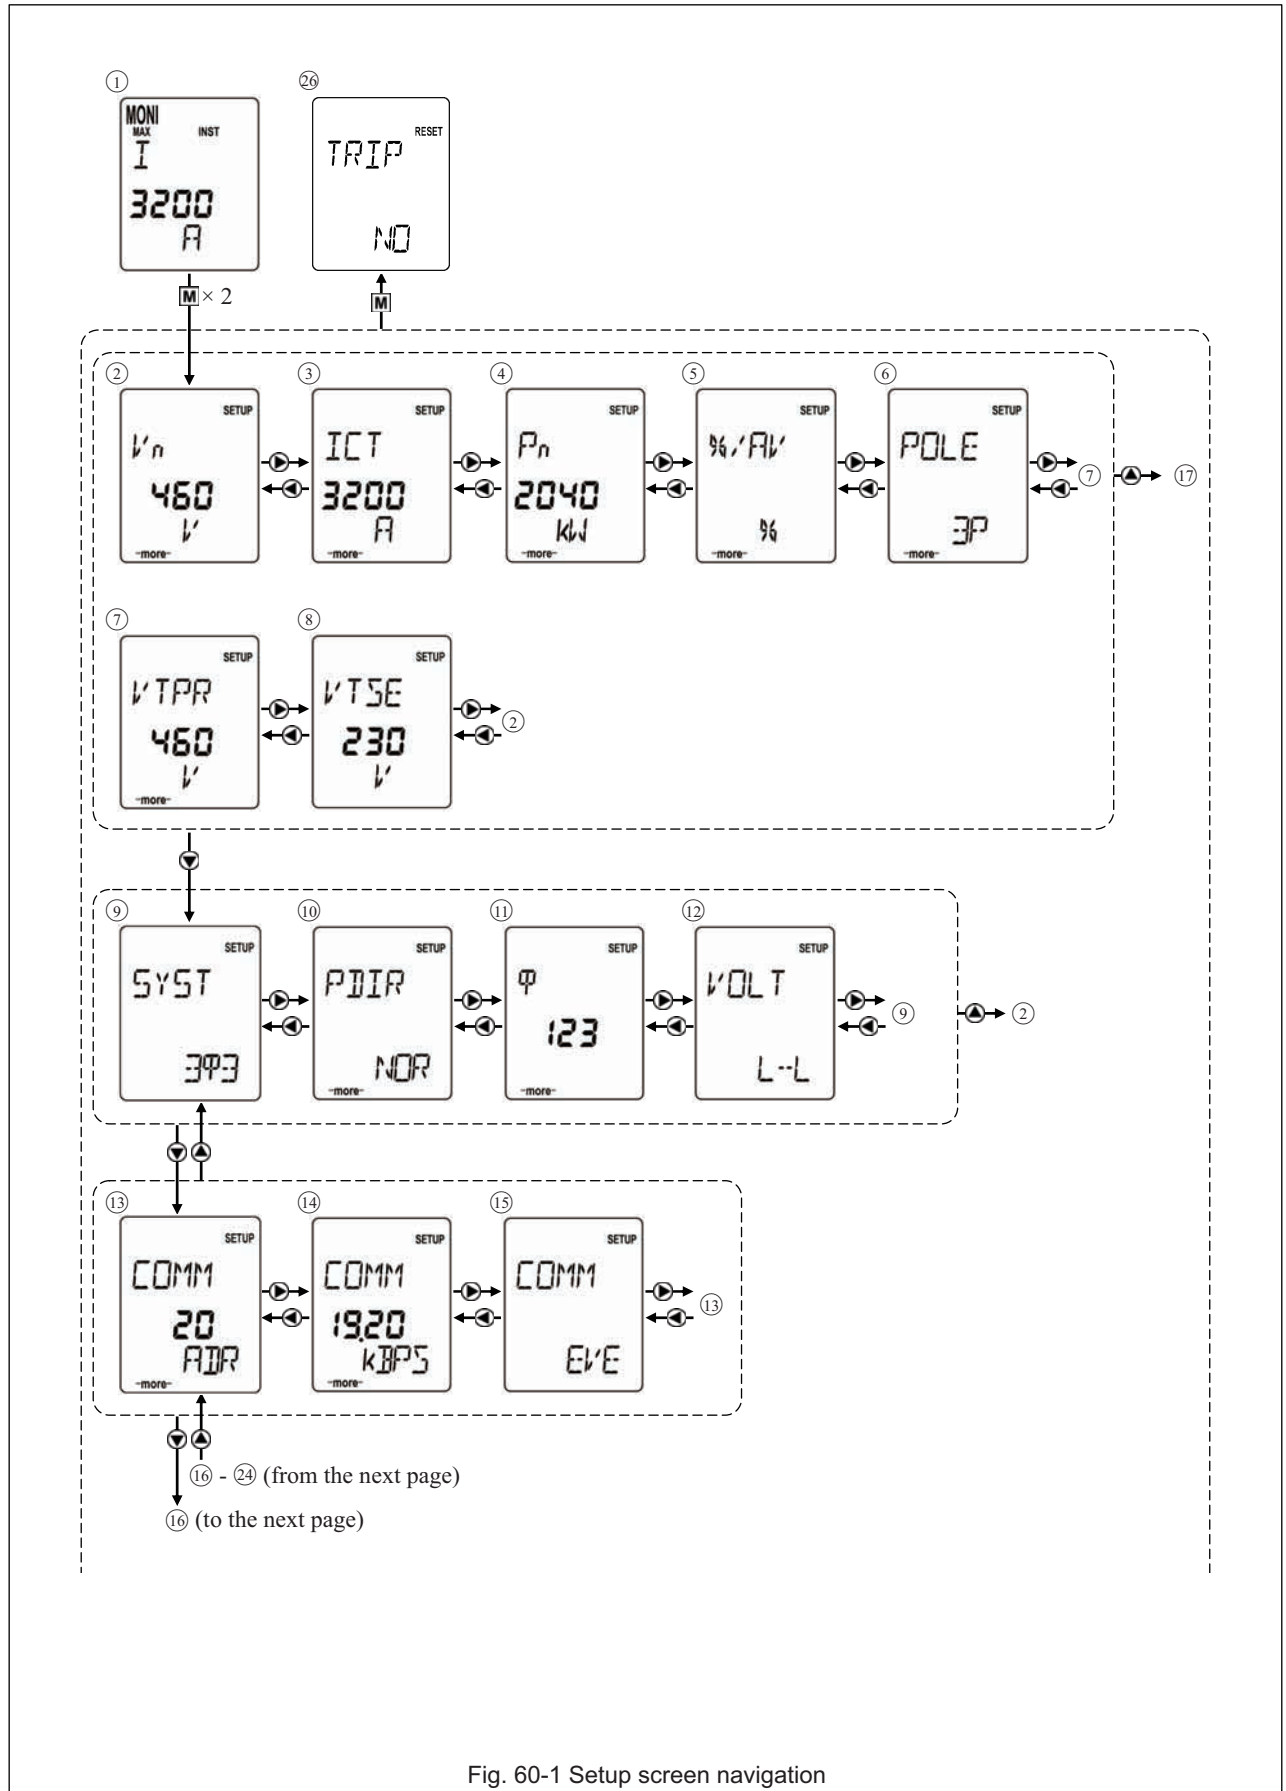 ① ㉖
MONI
MAX INST
I
3200
A
RESET
TRIP
NO
M × 2
M
② ③ ④ ⑤ ⑥
SETUP
Vn
460
V
-more-
SETUP
ICT
3200
A
-more-
SETUP
Pn
2040
kW
-more-
SETUP
%/AV
%
-more-
SETUP
POLE
3P
-more-
⑦
⑰
⑦ ⑧
SETUP
VTPR
460
V
-more-
SETUP
VTSE
230
V
②
⑨ ⑩ ⑪ ⑫
SETUP
SYST
3φ3
SETUP
PDIR
NOR
-more-
SETUP
φ
123
-more-
SETUP
VOLT
L--L
⑨
②
⑬ ⑭ ⑮
SETUP
COMM
20
ADR
-more-
SETUP
COMM
19.20
kBPS
-more-
SETUP
COMM
EVE
⑬
⑯ - ㉔ (from the next page)
⑯ (to the next page)
Fig. 60-1 Setup screen navigation